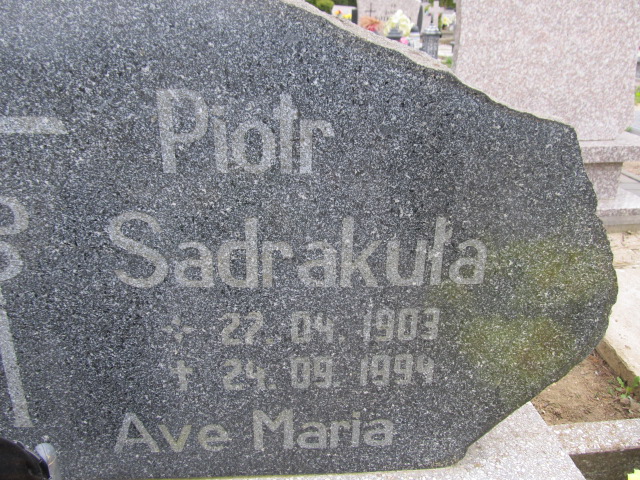 Piotr
Sadrakuła
✢ 22.04.1903
† 24.09.1994
Ave Maria